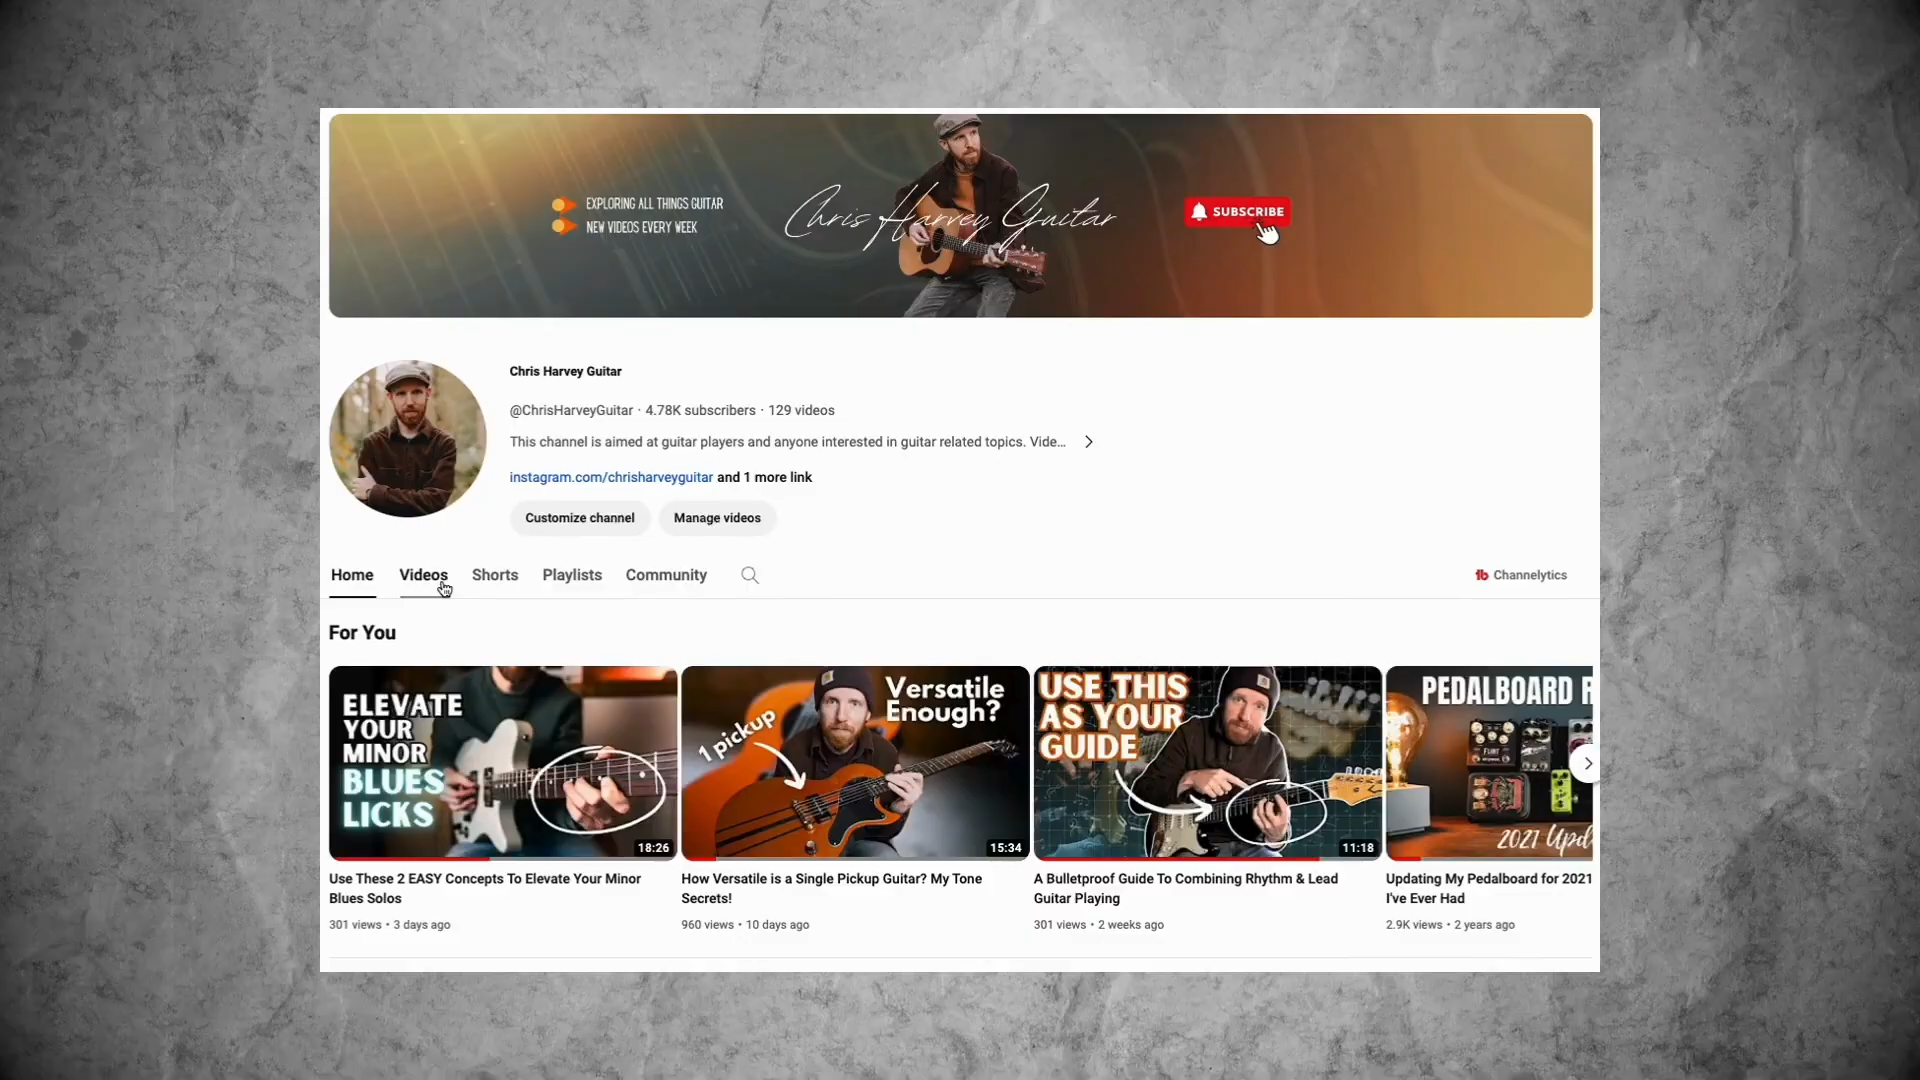 EXPLORING ALL THINGS GUITAR
NEW VIDEOS EVERY WEEK
Chris Harvey Guitar
SUBSCRIBE
Chris Harvey Guitar
@ChrisHarveyGuitar · 4.78K subscribers · 129 videos
This channel is aimed at guitar players and anyone interested in guitar related topics. Vide...
instagram.com/chrisharveyguitar and 1 more link
Customize channel
Manage videos
Home
Videos
Shorts
Playlists
Community
Channelytics
For You
ELEVATE
YOUR
MINOR
BLUES
LICKS
18:26
1 pickup
Versatile
Enough?
15:34
USE THIS
AS YOUR
GUIDE
11:18
PEDALBOARD R
2021 Upd
Use These 2 EASY Concepts To Elevate Your Minor
Blues Solos
301 views • 3 days ago
How Versatile is a Single Pickup Guitar? My Tone
Secrets!
960 views • 10 days ago
A Bulletproof Guide To Combining Rhythm & Lead
Guitar Playing
301 views • 2 weeks ago
Updating My Pedalboard for 2021
I've Ever Had
2.9K views • 2 years ago